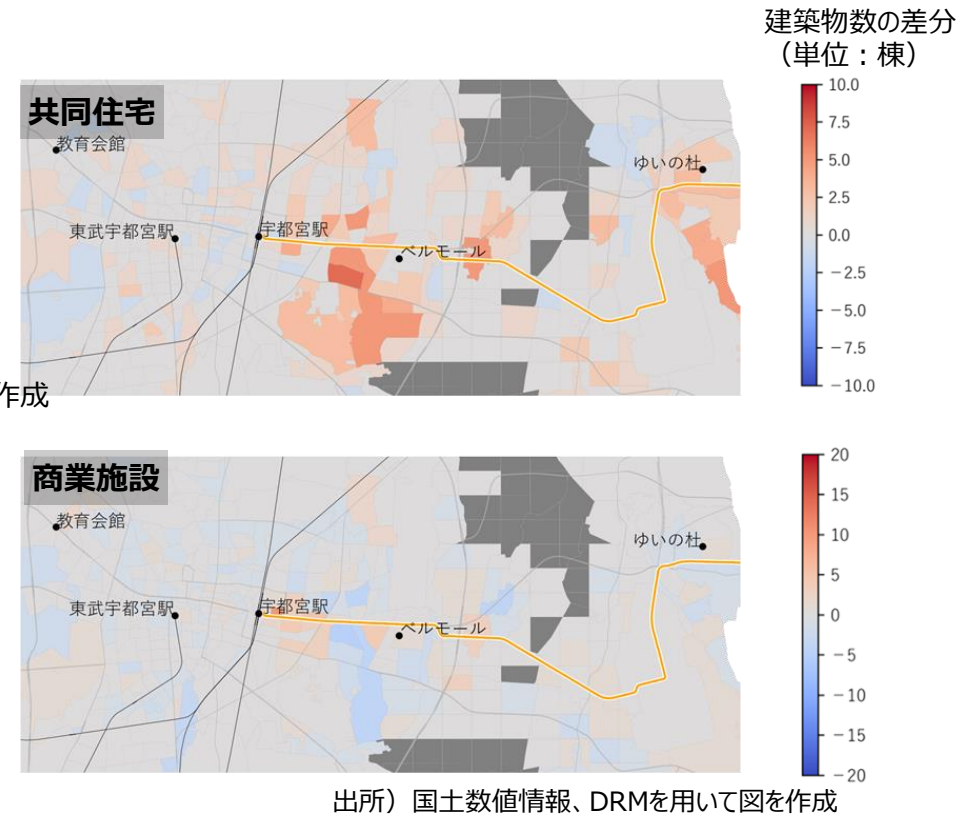 建築物数の差分
（単位：棟）
共同住宅
教育会館
東武宇都宮駅
宇都宮駅
ベルモール
ゆいの杜
10.0
7.5
5.0
2.5
0.0
−2.5
−5.0
−7.5
−10.0
作成
商業施設
教育会館
東武宇都宮駅
宇都宮駅
ベルモール
ゆいの杜
20
15
10
5
0
−5
−10
−15
−20
出所）国土数値情報、DRMを用いて図を作成